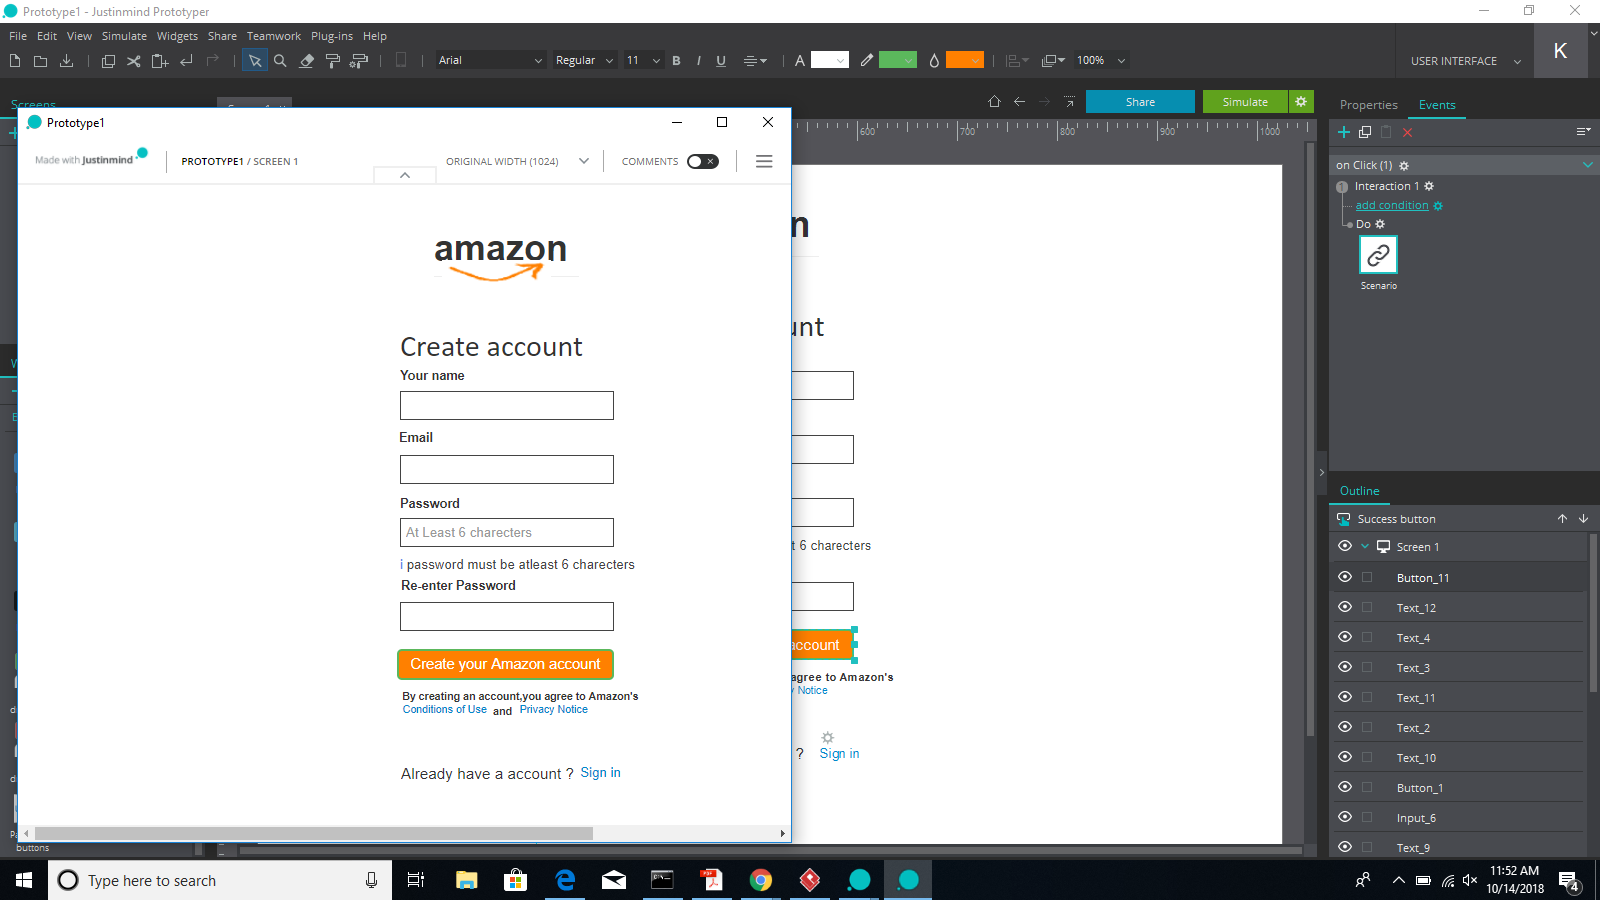 Prototype1 - Justinmind Prototyper
File Edit View Simulate Widgets Share Teamwork Plug-ins Help
Arial Regular 11 B I U A 100% USER INTERFACE K
Screens
Share Simulate
Properties Events
600 700 800 900 1000
Prototype1
Made with Justinmind
PROTOTYPE1 / SCREEN 1
ORIGINAL WIDTH (1024)
COMMENTS
amazon
Create account
Your name
Email
Password
At Least 6 charecters
i password must be atleast 6 charecters
Re-enter Password
Create your Amazon account
By creating an account,you agree to Amazon's
Conditions of Use and Privacy Notice
Already have a account ? Sign in
n
unt
t 6 charecters
account
agree to Amazon's
y Notice
? Sign in
buttons
on Click (1)
1 Interaction 1
add condition
Do
Scenario
Outline
Success button
Screen 1
Button_11
Text_12
Text_4
Text_3
Text_11
Text_2
Text_10
Button_1
Input_6
Text_9
Type here to search
11:52 AM
10/14/2018
4